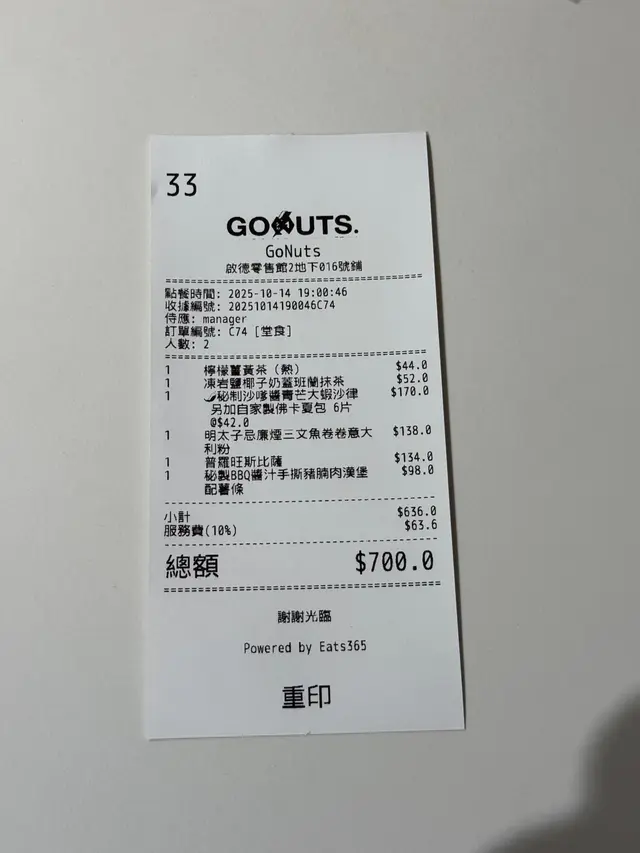 33
GONUTS.
GoNuts
啟德零售館2地下016號鋪
點餐時間: 2025-10-14 19:00:46
收據編號: 20251014190046C74
侍應: manager
訂單編號: C74 [堂食]
人數: 2
1 檸檬薑黃茶（熱） $44.0
1 凍岩鹽椰子奶蓋班蘭抹茶 $52.0
1 🌶秘制沙嗲醬青芒大蝦沙律 $170.0
另加自家製佛卡夏包 6片
@$42.0
1 明太子忌廉煙三文魚卷卷意大 $138.0
利粉
1 普羅旺斯比薩 $134.0
1 秘製BBQ醬汁手撕豬腩肉漢堡 $98.0
配薯條
小計 $636.0
服務費(10%) $63.6
總額 $700.0
謝謝光臨
Powered by Eats365
重印